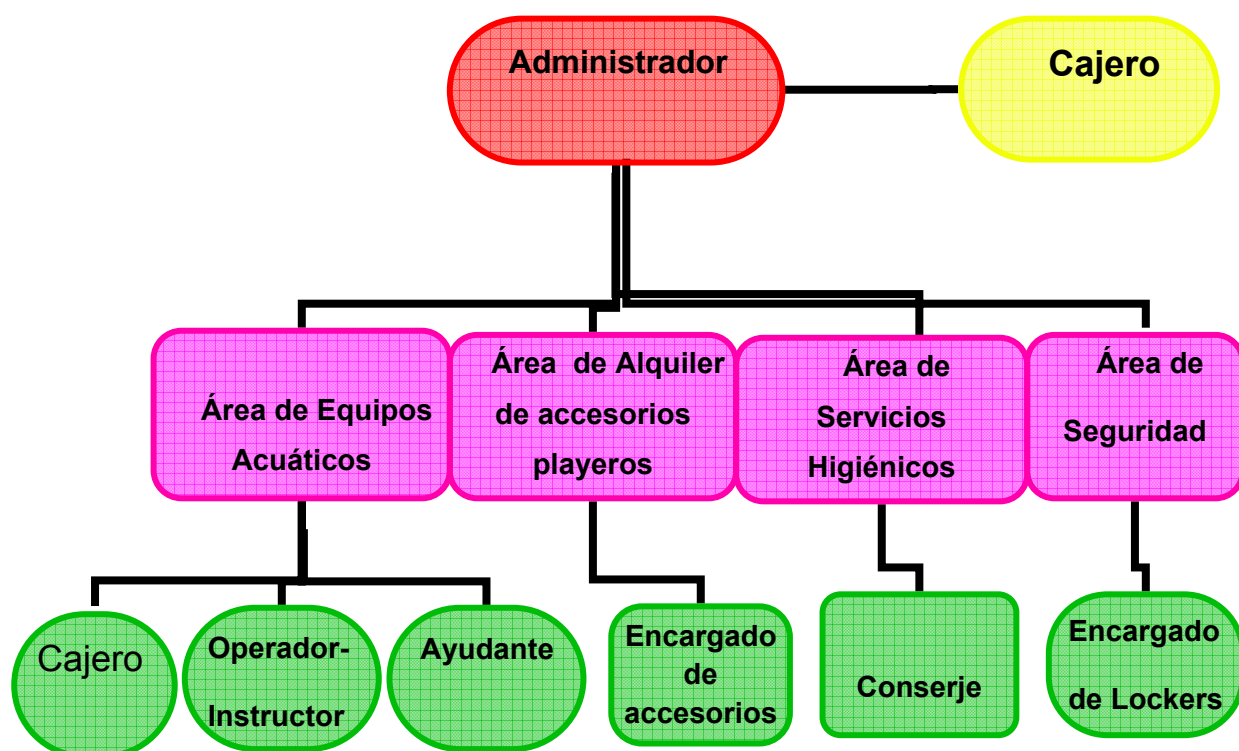 Administrador
Cajero
Área de Equipos
Acuáticos
Área de Alquiler
de accesorios
playeros
Área de
Servicios
Higiénicos
Área de
Seguridad
Cajero
Operador-
Instructor
Ayudante
Encargado
de
accesorios
Conserje
Encargado
de Lockers